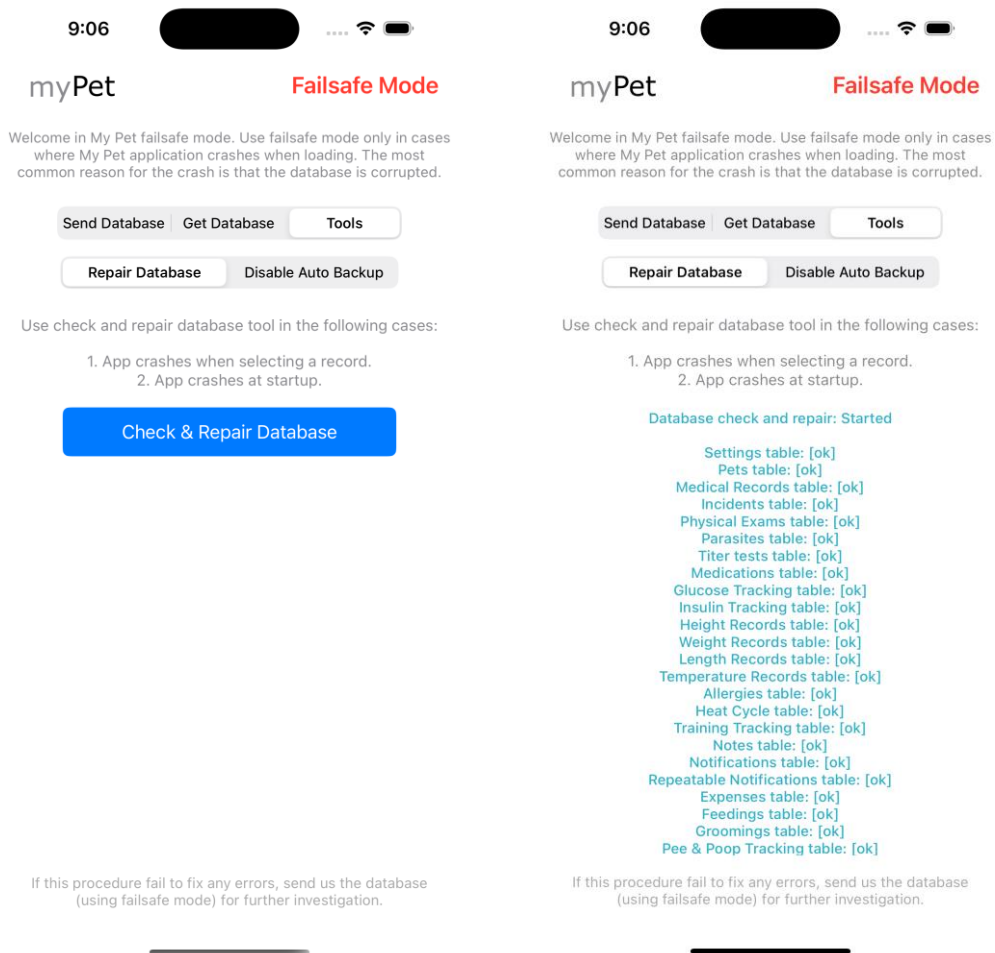 9:06
myPet
Failsafe Mode
Welcome in My Pet failsafe mode. Use failsafe mode only in cases
where My Pet application crashes when loading. The most
common reason for the crash is that the database is corrupted.
Send Database
Get Database
Tools
Repair Database
Disable Auto Backup
Use check and repair database tool in the following cases:
1. App crashes when selecting a record.
2. App crashes at startup.
Check & Repair Database
If this procedure fail to fix any errors, send us the database
(using failsafe mode) for further investigation.
9:06
myPet
Failsafe Mode
Welcome in My Pet failsafe mode. Use failsafe mode only in cases
where My Pet application crashes when loading. The most
common reason for the crash is that the database is corrupted.
Send Database
Get Database
Tools
Repair Database
Disable Auto Backup
Use check and repair database tool in the following cases:
1. App crashes when selecting a record.
2. App crashes at startup.
Database check and repair: Started
Settings table: [ok]
Pets table: [ok]
Medical Records table: [ok]
Incidents table: [ok]
Physical Exams table: [ok]
Parasites table: [ok]
Titer tests table: [ok]
Medications table: [ok]
Glucose Tracking table: [ok]
Insulin Tracking table: [ok]
Height Records table: [ok]
Weight Records table: [ok]
Length Records table: [ok]
Temperature Records table: [ok]
Allergies table: [ok]
Heat Cycle table: [ok]
Training Tracking table: [ok]
Notes table: [ok]
Notifications table: [ok]
Repeatable Notifications table: [ok]
Expenses table: [ok]
Feedings table: [ok]
Groomings table: [ok]
Pee & Poop Tracking table: [ok]
If this procedure fail to fix any errors, send us the database
(using failsafe mode) for further investigation.